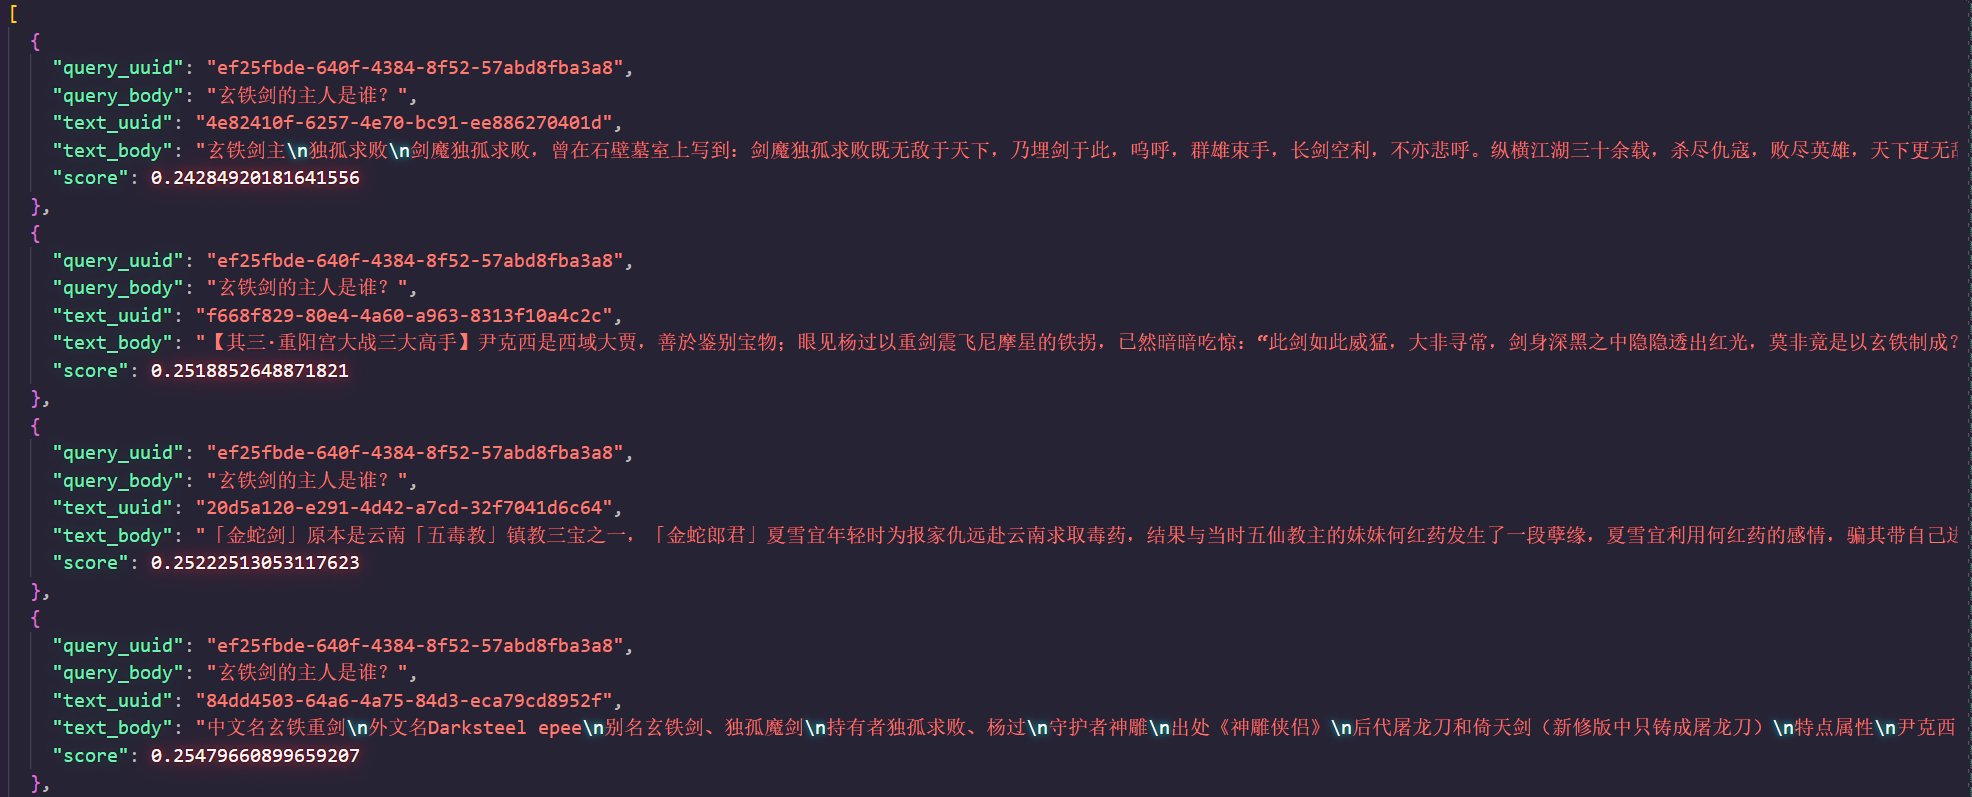 [
{
"query_uuid": "ef25fbde-640f-4384-8f52-57abd8fba3a8",
"query_body": "玄铁剑的主人是谁？",
"text_uuid": "4e82410f-6257-4e70-bc91-ee886270401d",
"text_body": "玄铁剑主\n独孤求败\n剑魔独孤求败，曾在石壁墓室上写到：剑魔独孤求败既无敌于天下，乃埋剑于此，呜呼，群雄束手，长剑空利，不亦悲呼。纵横江湖三十余载，杀尽仇寇，败尽英雄，天下更无敌
"score": 0.24284920181641556
},
{
"query_uuid": "ef25fbde-640f-4384-8f52-57abd8fba3a8",
"query_body": "玄铁剑的主人是谁？",
"text_uuid": "f668f829-80e4-4a60-a963-8313f10a4c2c",
"text_body": "【其三·重阳宫大战三大高手】尹克西是西域大贾，善於鉴别宝物；眼见杨过以重剑震飞尼摩星的铁拐，已然暗暗吃惊：“此剑如此威猛，大非寻常，剑身深黑之中隐隐透出红光，莫非竟是以玄铁制成？
"score": 0.2518852648871821
},
{
"query_uuid": "ef25fbde-640f-4384-8f52-57abd8fba3a8",
"query_body": "玄铁剑的主人是谁？",
"text_uuid": "20d5a120-e291-4d42-a7cd-32f7041d6c64",
"text_body": "「金蛇剑」原本是云南「五毒教」镇教三宝之一，「金蛇郎君」夏雪宜年轻时为报家仇远赴云南求取毒药，结果与当时五仙教主的妹妹何红药发生了一段孽缘，夏雪宜利用何红药的感情，骗其带自己进
"score": 0.25222513053117623
},
{
"query_uuid": "ef25fbde-640f-4384-8f52-57abd8fba3a8",
"query_body": "玄铁剑的主人是谁？",
"text_uuid": "84dd4503-64a6-4a75-84d3-eca79cd8952f",
"text_body": "中文名玄铁重剑\n外文名Darksteel epee\n别名玄铁剑、独孤魔剑\n持有者独孤求败、杨过\n守护者神雕\n出处《神雕侠侣》\n后代屠龙刀和倚天剑（新修版中只铸成屠龙刀）\n特点属性\n尹克西
"score": 0.25479660899659207
},